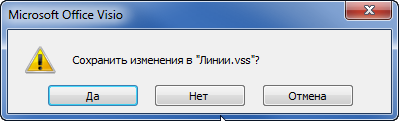 Microsoft Office Visio
Сохранить изменения в "Линии.vss"?
Да Нет Отмена